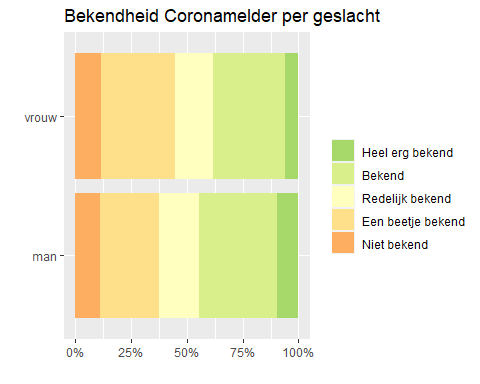 Bekendheid Coronamelder per geslacht
vrouw
man
0%
25%
50%
75%
100%
Heel erg bekend
Bekend
Redelijk bekend
Een beetje bekend
Niet bekend